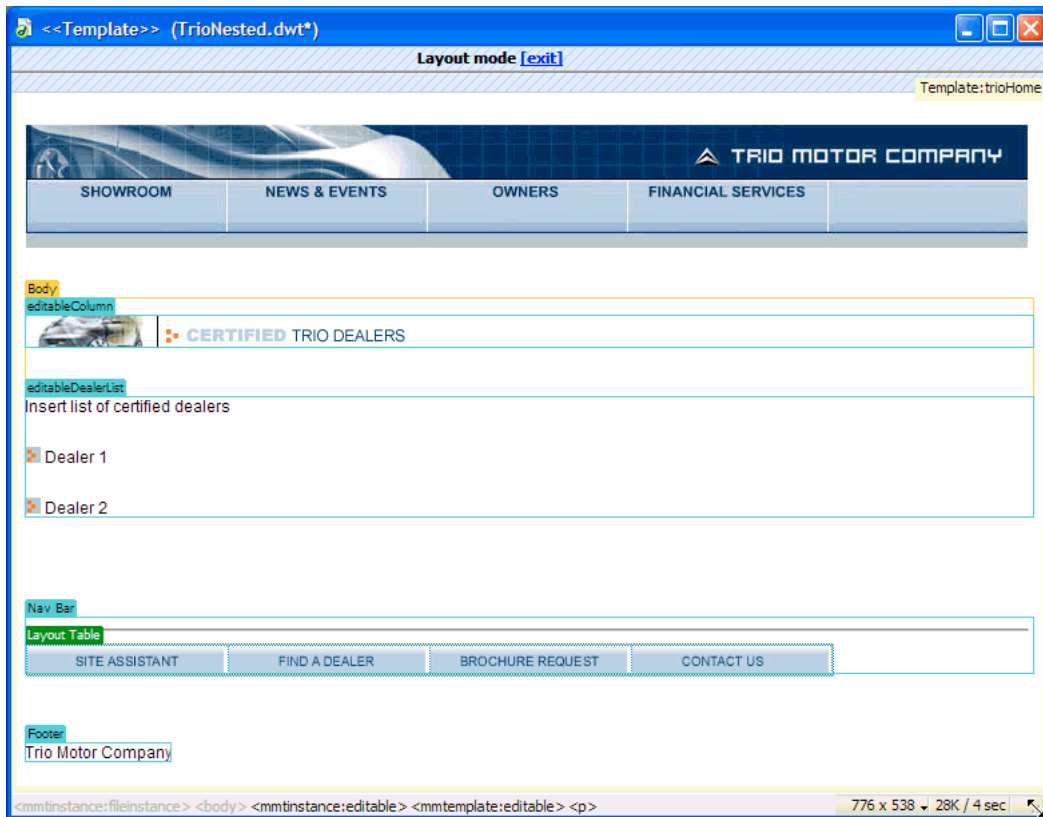 <<Template>> (TrioNested.dwt*)
Layout mode [exit]
Template:trioHome
TRIO MOTOR COMPANY
SHOWROOM NEWS & EVENTS OWNERS FINANCIAL SERVICES
Body
editableColumn
CERTIFIED TRIO DEALERS
editableDealerList
Insert list of certified dealers
Dealer 1
Dealer 2
Nav Bar
Layout Table
SITE ASSISTANT FIND A DEALER BROCHURE REQUEST CONTACT US
Footer
Trio Motor Company
<mmtinstance:fileinstance> <body> <mmtinstance:editable> <mmtemplate:editable> <p> 776 x 538 28K / 4 sec